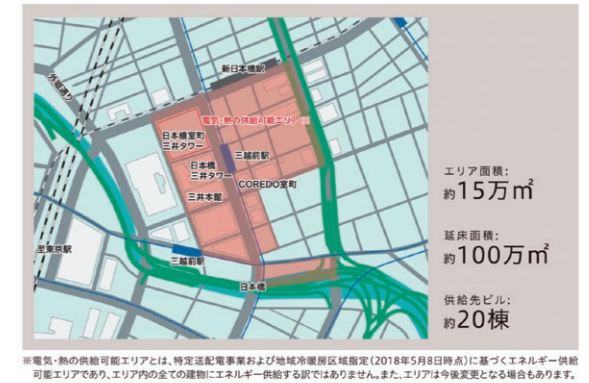 新日本橋駅
外堀通り
電気・熱の供給可能エリア※
日本橋室町
三井タワー
三越前駅
日本橋
三井タワー
COREDO室町
三井本館
至東京駅
三越前駅
日本橋
エリア面積:
約15万㎡
延床面積:
約100万㎡
供給先ビル:
約20棟
※電気・熱の供給可能エリアとは、特定送配電事業および地域冷暖房区域指定(2018年5月8日時点)に基づくエネルギー供給
可能エリアであり、エリア内の全ての建物にエネルギー供給する訳ではありません。また、エリアは今後変更となる場合もあります。